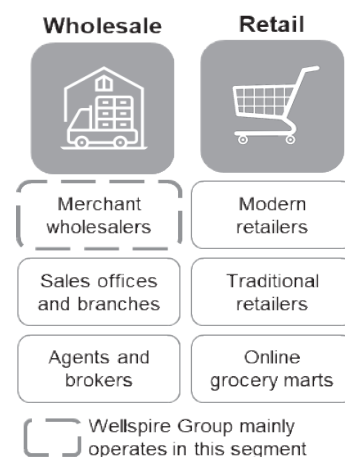 Wholesale
Retail
Merchant
wholesalers
Modern
retailers
Sales offices
and branches
Traditional
retailers
Agents and
brokers
Online
grocery marts
Wellspire Group mainly
operates in this segment